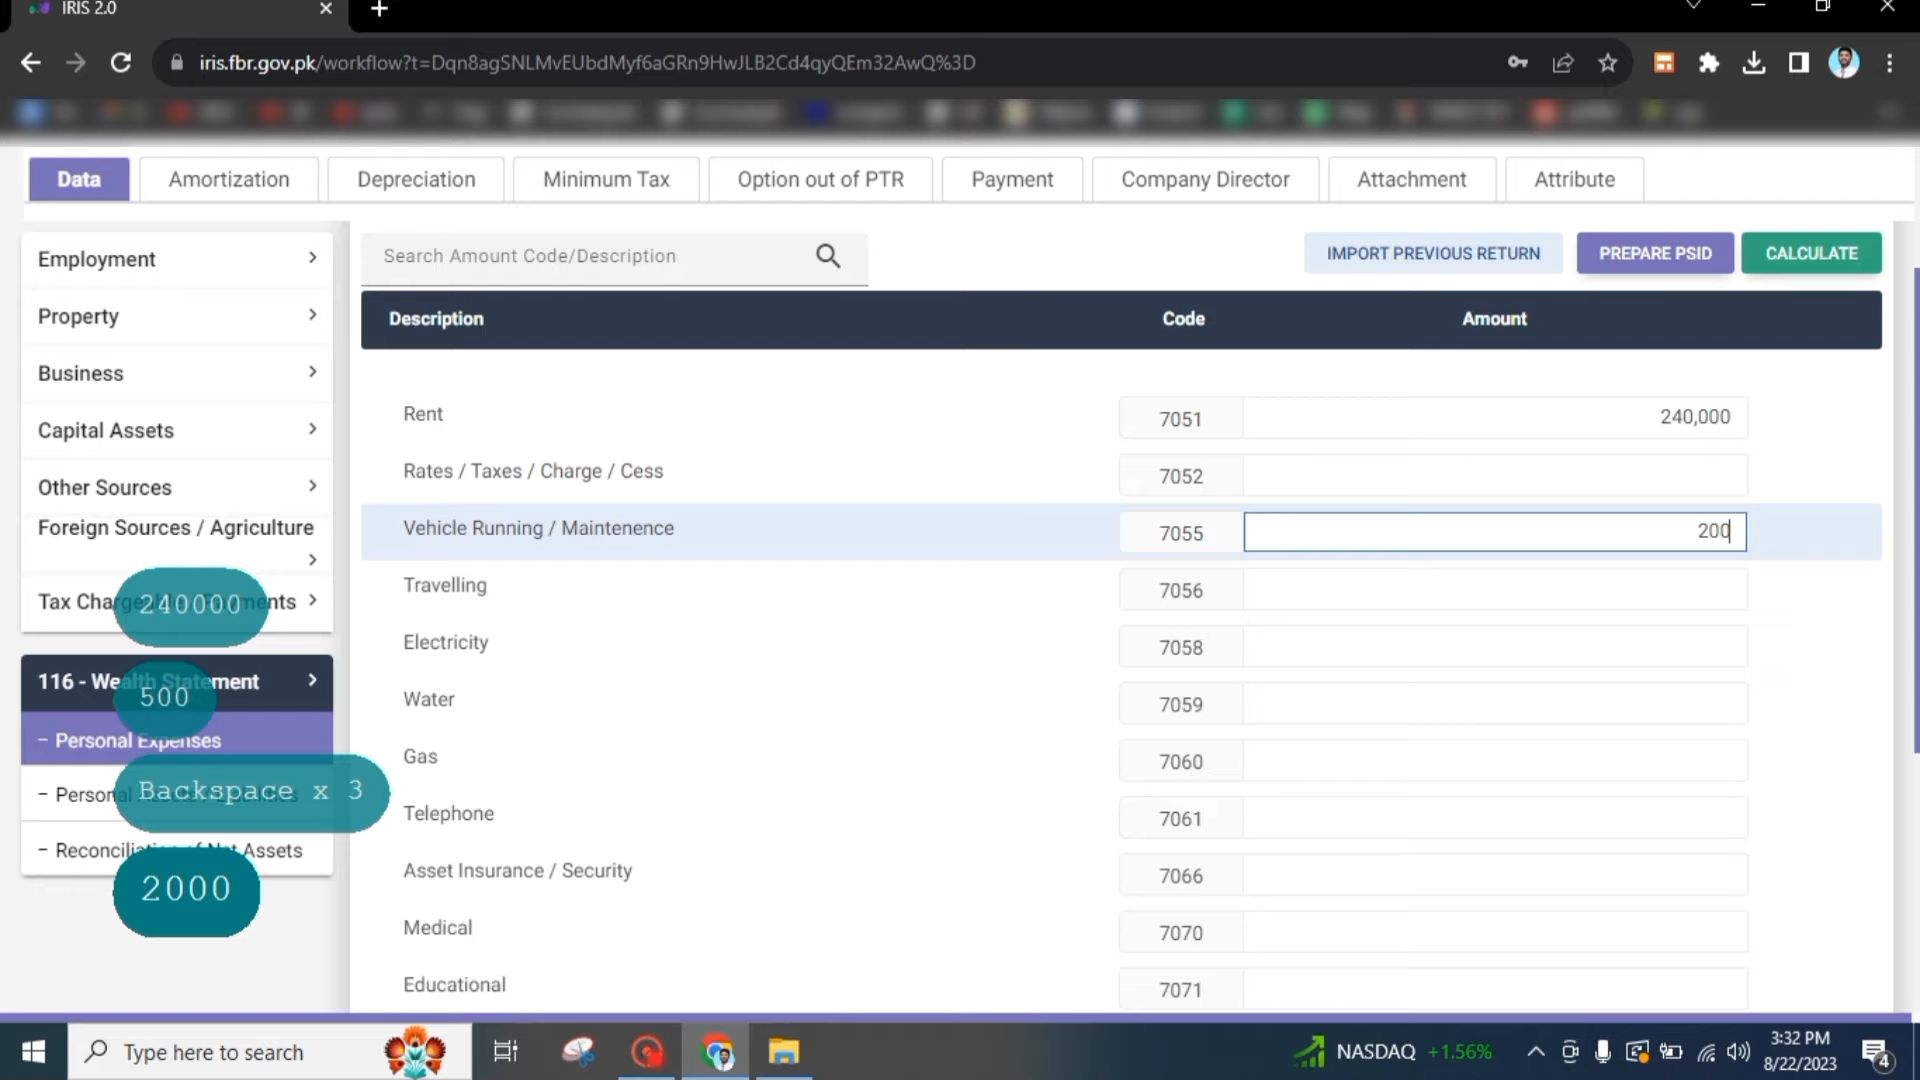 IRIS 2.0
iris.fbr.gov.pk/workflow?t=Dqn8agSNLMvEUbdMyf6aGRn9HwJLB2Cd4qyQEm32AwQ%3D
Data
Amortization
Depreciation
Minimum Tax
Option out of PTR
Payment
Company Director
Attachment
Attribute
Employment
Property
Business
Capital Assets
Other Sources
Foreign Sources / Agriculture
Tax
240000
116 - Wealth Statement
500
- Personal Expenses
- Personal
Backspace x 3
- Reconciliation of Net Assets
2000
Search Amount Code/Description
IMPORT PREVIOUS RETURN
PREPARE PSID
CALCULATE
Description Code Amount
Rent 7051 240,000
Rates / Taxes / Charge / Cess 7052
Vehicle Running / Maintenence 7055 200
Travelling 7056
Electricity 7058
Water 7059
Gas 7060
Telephone 7061
Asset Insurance / Security 7066
Medical 7070
Educational 7071
Type here to search
NASDAQ +1.56%
3:32 PM
8/22/2023
4